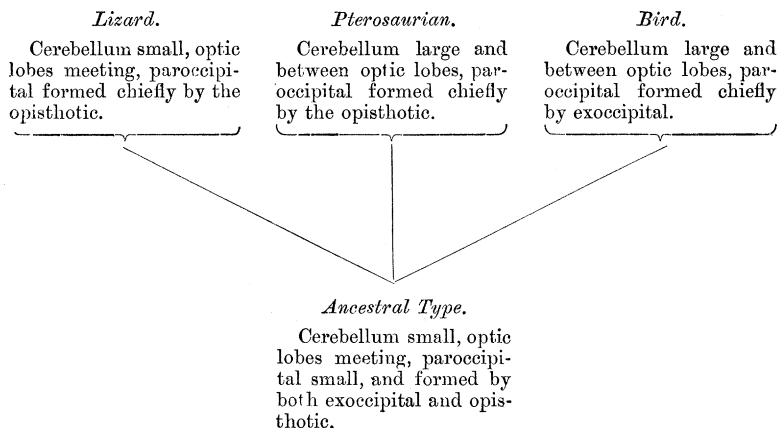 Lizard.
Cerebellum small, optic
lobes meeting, paroccipi-
tal formed chiefly by the
opisthotic.
Pterosaurian.
Cerebellum large and
between optic lobes, par-
occipital formed chiefly
by the opisthotic.
Bird.
Cerebellum large and
between optic lobes, par-
occipital formed chiefly
by exoccipital.
Ancestral Type.
Cerebellum small, optic
lobes meeting, paroccipi-
tal small, and formed by
both exoccipital and opis-
thotic.